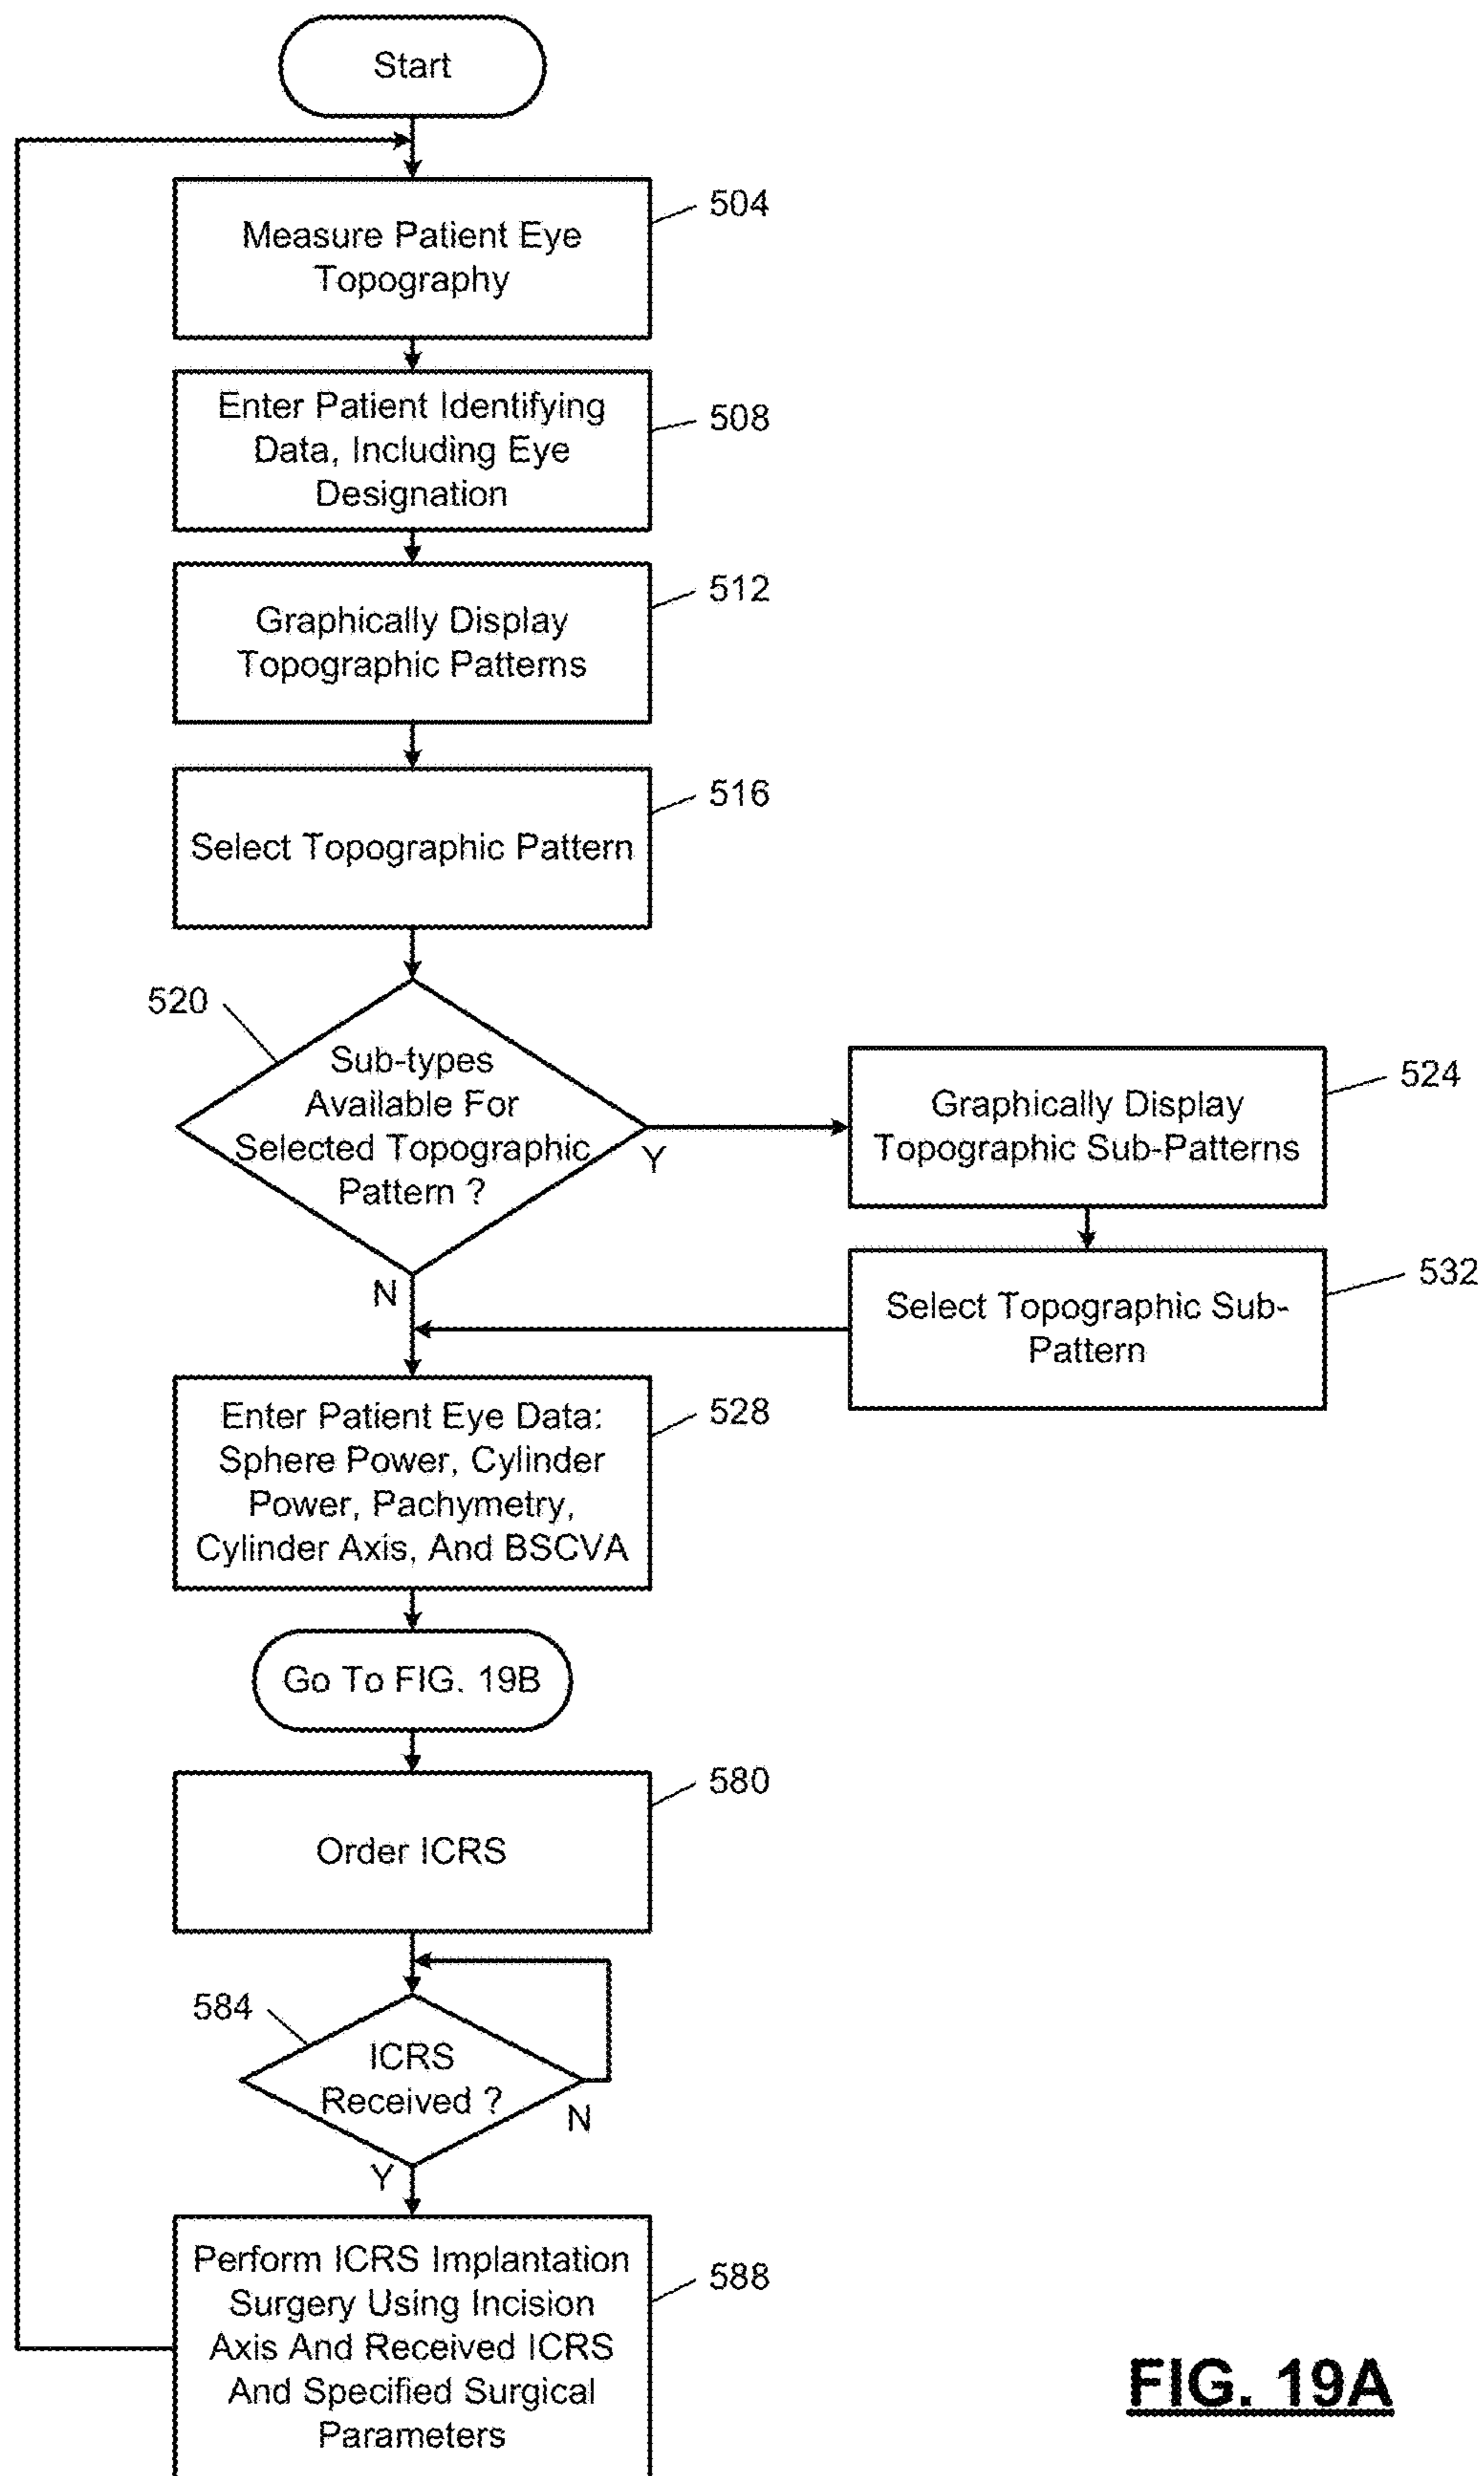 Start
504
Measure Patient Eye
Topography
508
Enter Patient Identifying
Data, Including Eye
Designation
512
Graphically Display
Topographic Patterns
516
Select Topographic Pattern
520
Sub-types
Available For
Selected Topographic
Pattern ?
Y
N
524
Graphically Display
Topographic Sub-Patterns
532
Select Topographic Sub-
Pattern
528
Enter Patient Eye Data:
Sphere Power, Cylinder
Power, Pachymetry,
Cylinder Axis, And BSCVA
Go To FIG. 19B
580
Order ICRS
584
ICRS
Received ?
N
Y
588
Perform ICRS Implantation
Surgery Using Incision
Axis And Received ICRS
And Specified Surgical
Parameters
FIG. 19A